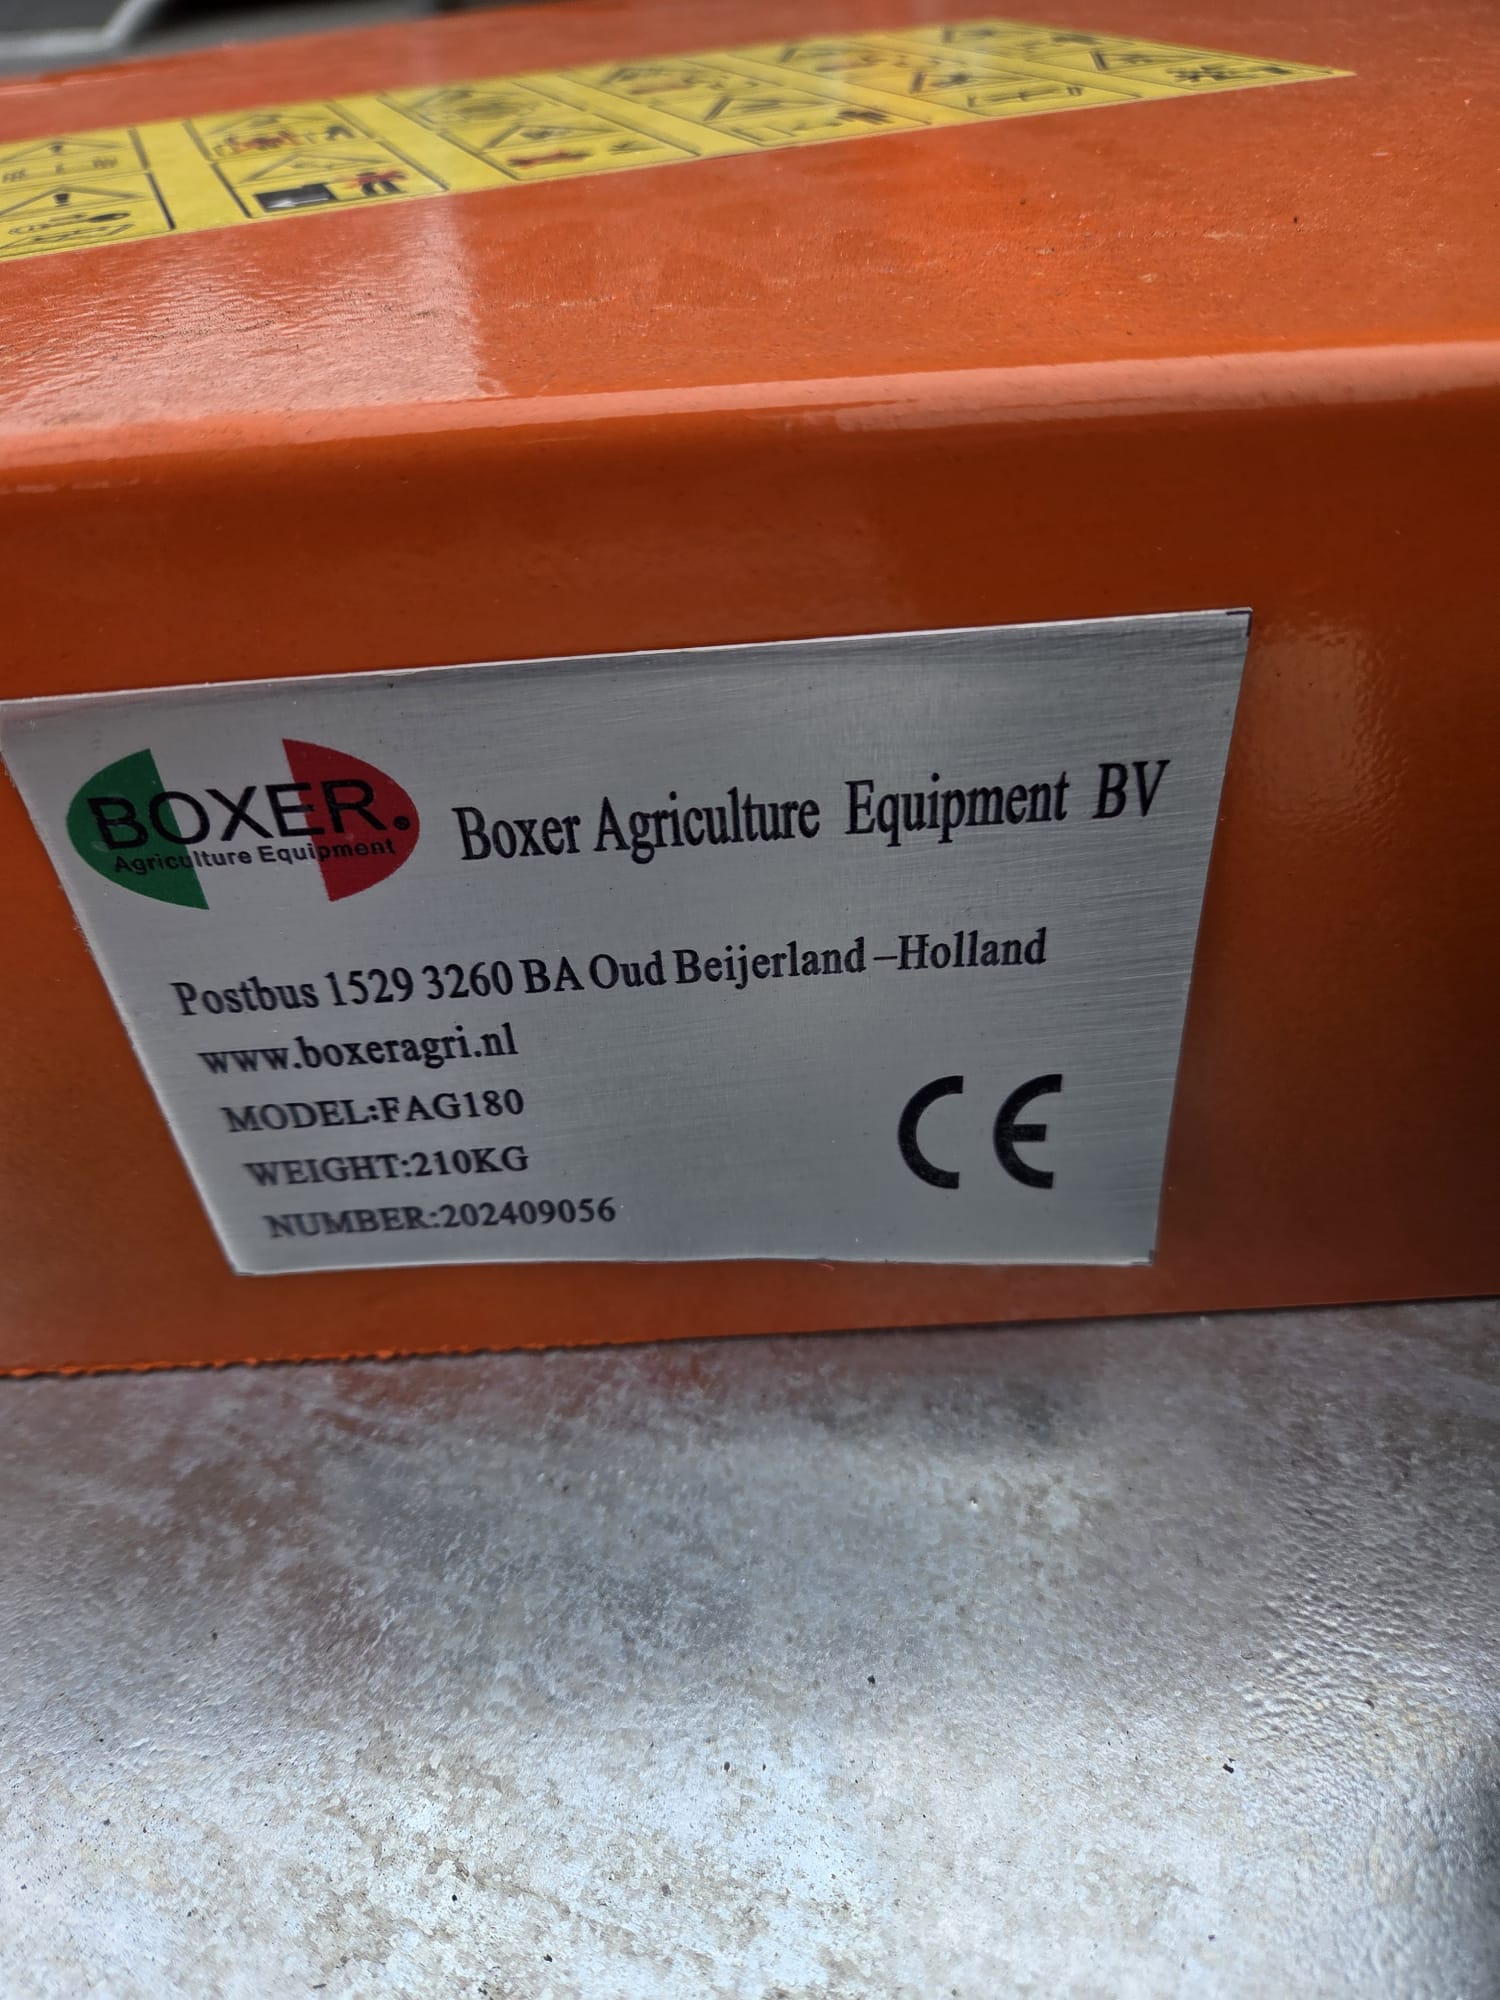 BOXER.
Agriculture Equipment
Boxer Agriculture Equipment BV
Postbus 1529 3260 BA Oud Beijerland –Holland
www.boxeragri.nl
MODEL:FAG180
WEIGHT:210KG
NUMBER:202409056
CE